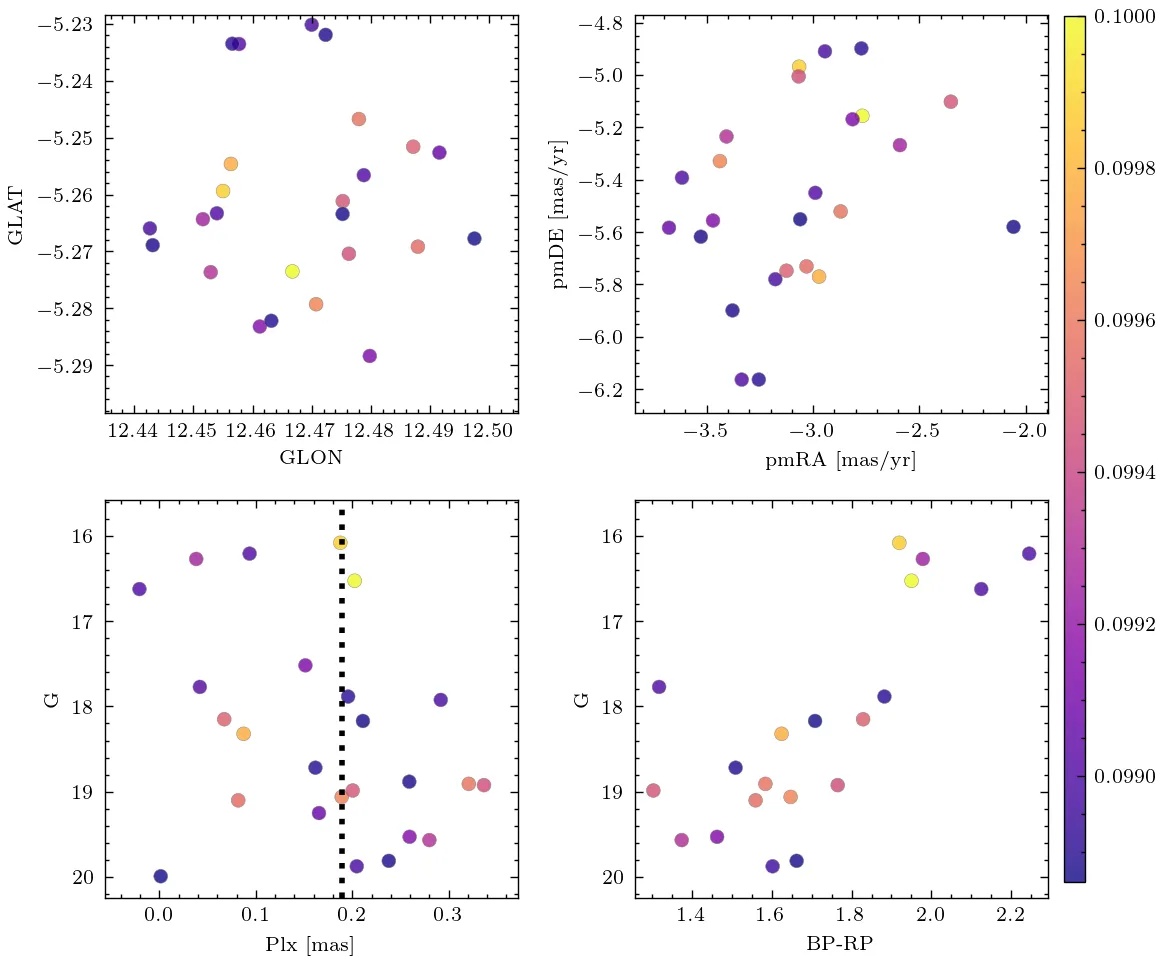 −5.23
−5.24
−5.25
−5.26
−5.27
−5.28
−5.29
GLAT
12.44 12.45 12.46 12.47 12.48 12.49 12.50
GLON
−4.8
−5.0
−5.2
−5.4
−5.6
−5.8
−6.0
−6.2
pmDE [mas/yr]
−3.5 −3.0 −2.5 −2.0
pmRA [mas/yr]
0.1000
0.0998
0.0996
0.0994
0.0992
0.0990
16
17
18
19
20
G
0.0 0.1 0.2 0.3
Plx [mas]
16
17
18
19
20
G
1.4 1.6 1.8 2.0 2.2
BP-RP